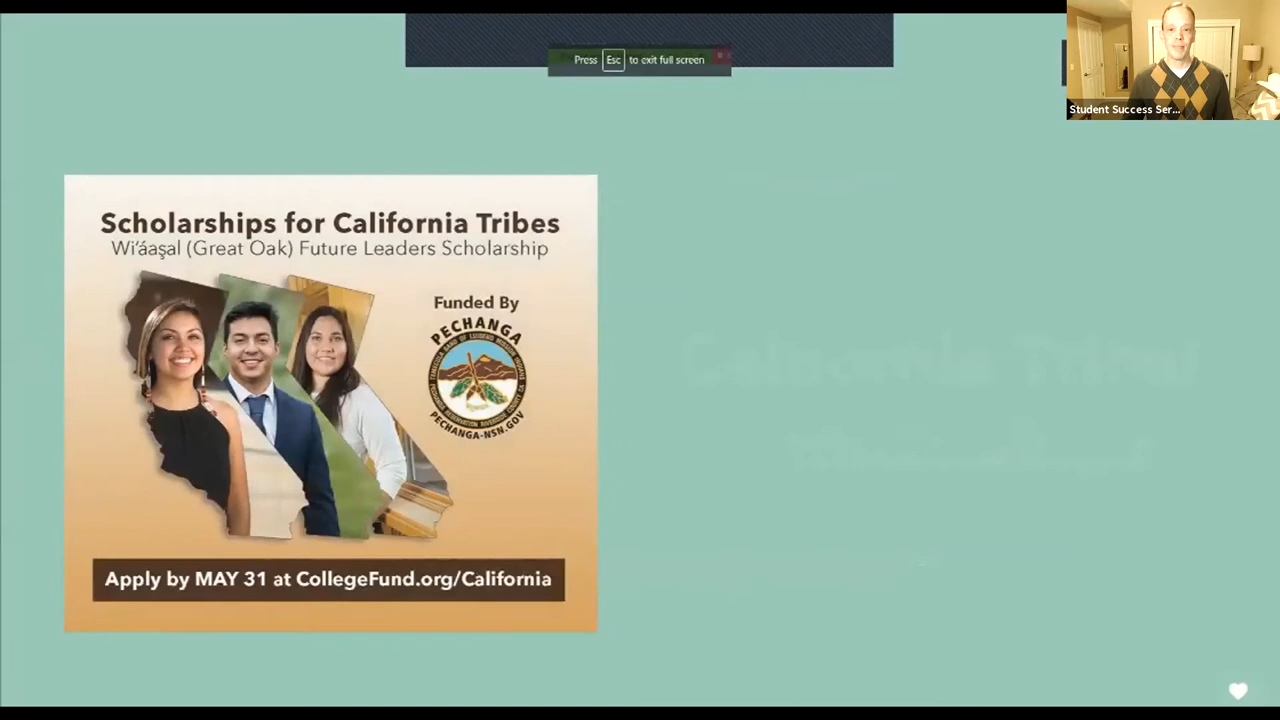 Press Esc to exit full screen
Student Success Ser...
Scholarships for California Tribes
Wi'áaşal (Great Oak) Future Leaders Scholarship
Funded By
PECHANGA
PECHANGA-NSN.GOV
Apply by MAY 31 at CollegeFund.org/California